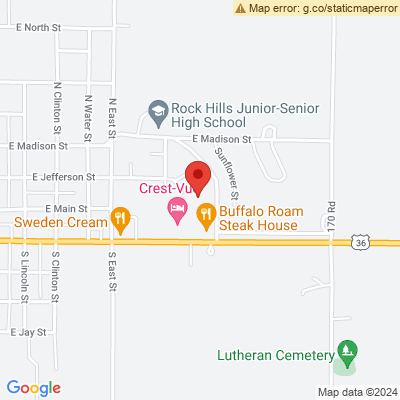 Map error: g.co/staticmaperror
E North St
N Clinton St
N Water St
N East St
Rock Hills Junior-Senior
High School
E Madison St
E Madison St
Sunflower St
E Jefferson St
Crest-Vu
170 Rd
E Main St
Buffalo Roam
Steak House
Sweden Cream
36
S Lincoln St
S Clinton St
S East St
E Jay St
Lutheran Cemetery
Google
Map data ©2024